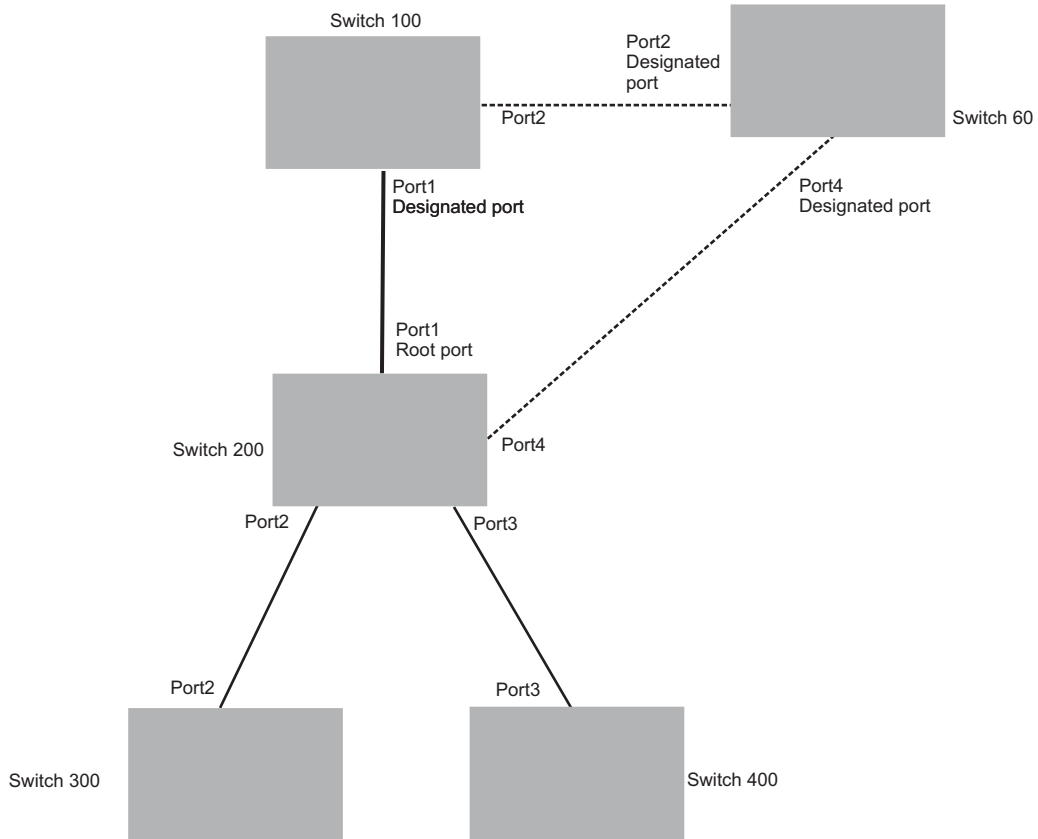 Switch 100
Port2
Designated
port
Port2
Switch 60
Port1
Designated port
Port4
Designated port
Port1
Root port
Switch 200
Port4
Port2
Port3
Port2
Port3
Switch 300
Switch 400